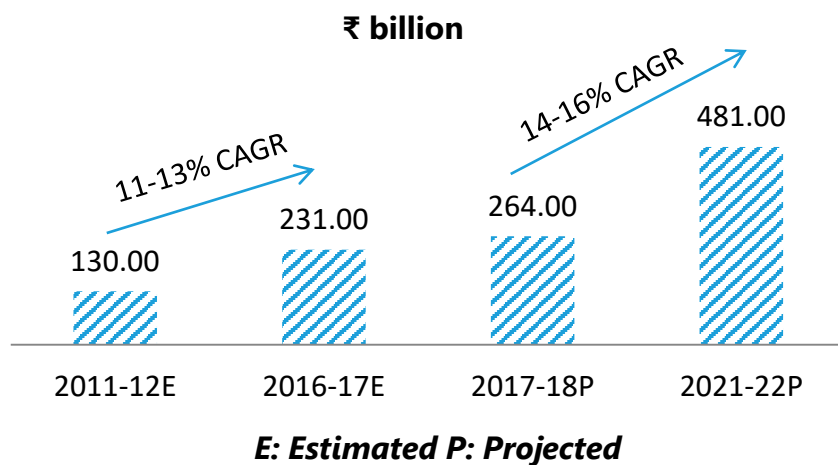 ₹ billion
14-16% CAGR
481.00
11-13% CAGR
264.00
231.00
130.00
2011-12E 2016-17E 2017-18P 2021-22P
E: Estimated P: Projected